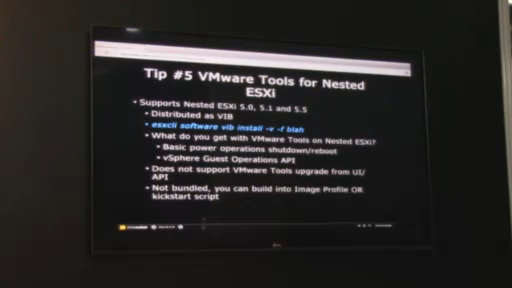 Tip #5 VMware Tools for Nested
ESXi
• Supports Nested ESXi 5.0, 5.1 and 5.5
• Distributed as VIB
• esxcli software vib install -v -f blah
• What do you get with VMware Tools on Nested ESXi?
• Basic power operations shutdown/reboot
• vSphere Guest Operations API
• Does not support VMware Tools upgrade from UI/
API
• Not bundled, you can build into Image Profile OR
kickstart script